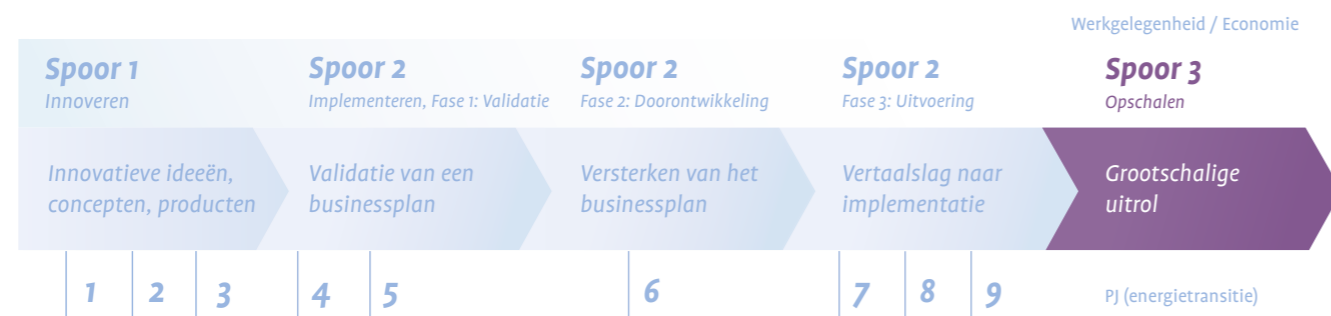 Werkgelegenheid / Economie
Spoor 1
Innoveren
Spoor 2
Implementeren, Fase 1: Validatie
Spoor 2
Fase 2: Doorontwikkeling
Spoor 2
Fase 3: Uitvoering
Spoor 3
Opschalen
Innovatieve ideeën,
concepten, producten
Validatie van een
businessplan
Versterken van het
businessplan
Vertaalslag naar
implementatie
Grootschalige
uitrol
1 2 3 4 5 6 7 8 9
PJ (energietransitie)